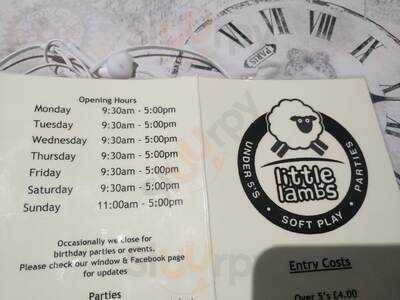 Opening Hours
Monday 9:30am - 5:00pm
Tuesday 9:30am - 5:00pm
Wednesday 9:30am - 5:00pm
Thursday 9:30am - 5:00pm
Friday 9:30am - 5:00pm
Saturday 9:30am - 5:00pm
Sunday 11:00am - 5:00pm
Occasionally we close for
birthday parties or events.
Please check our window & Facebook page
for updates
Parties
UNDER 5'S · SOFT PLAY · PARTIES
little
lambs
Entry Costs
Over 5's £4.00
PARIS